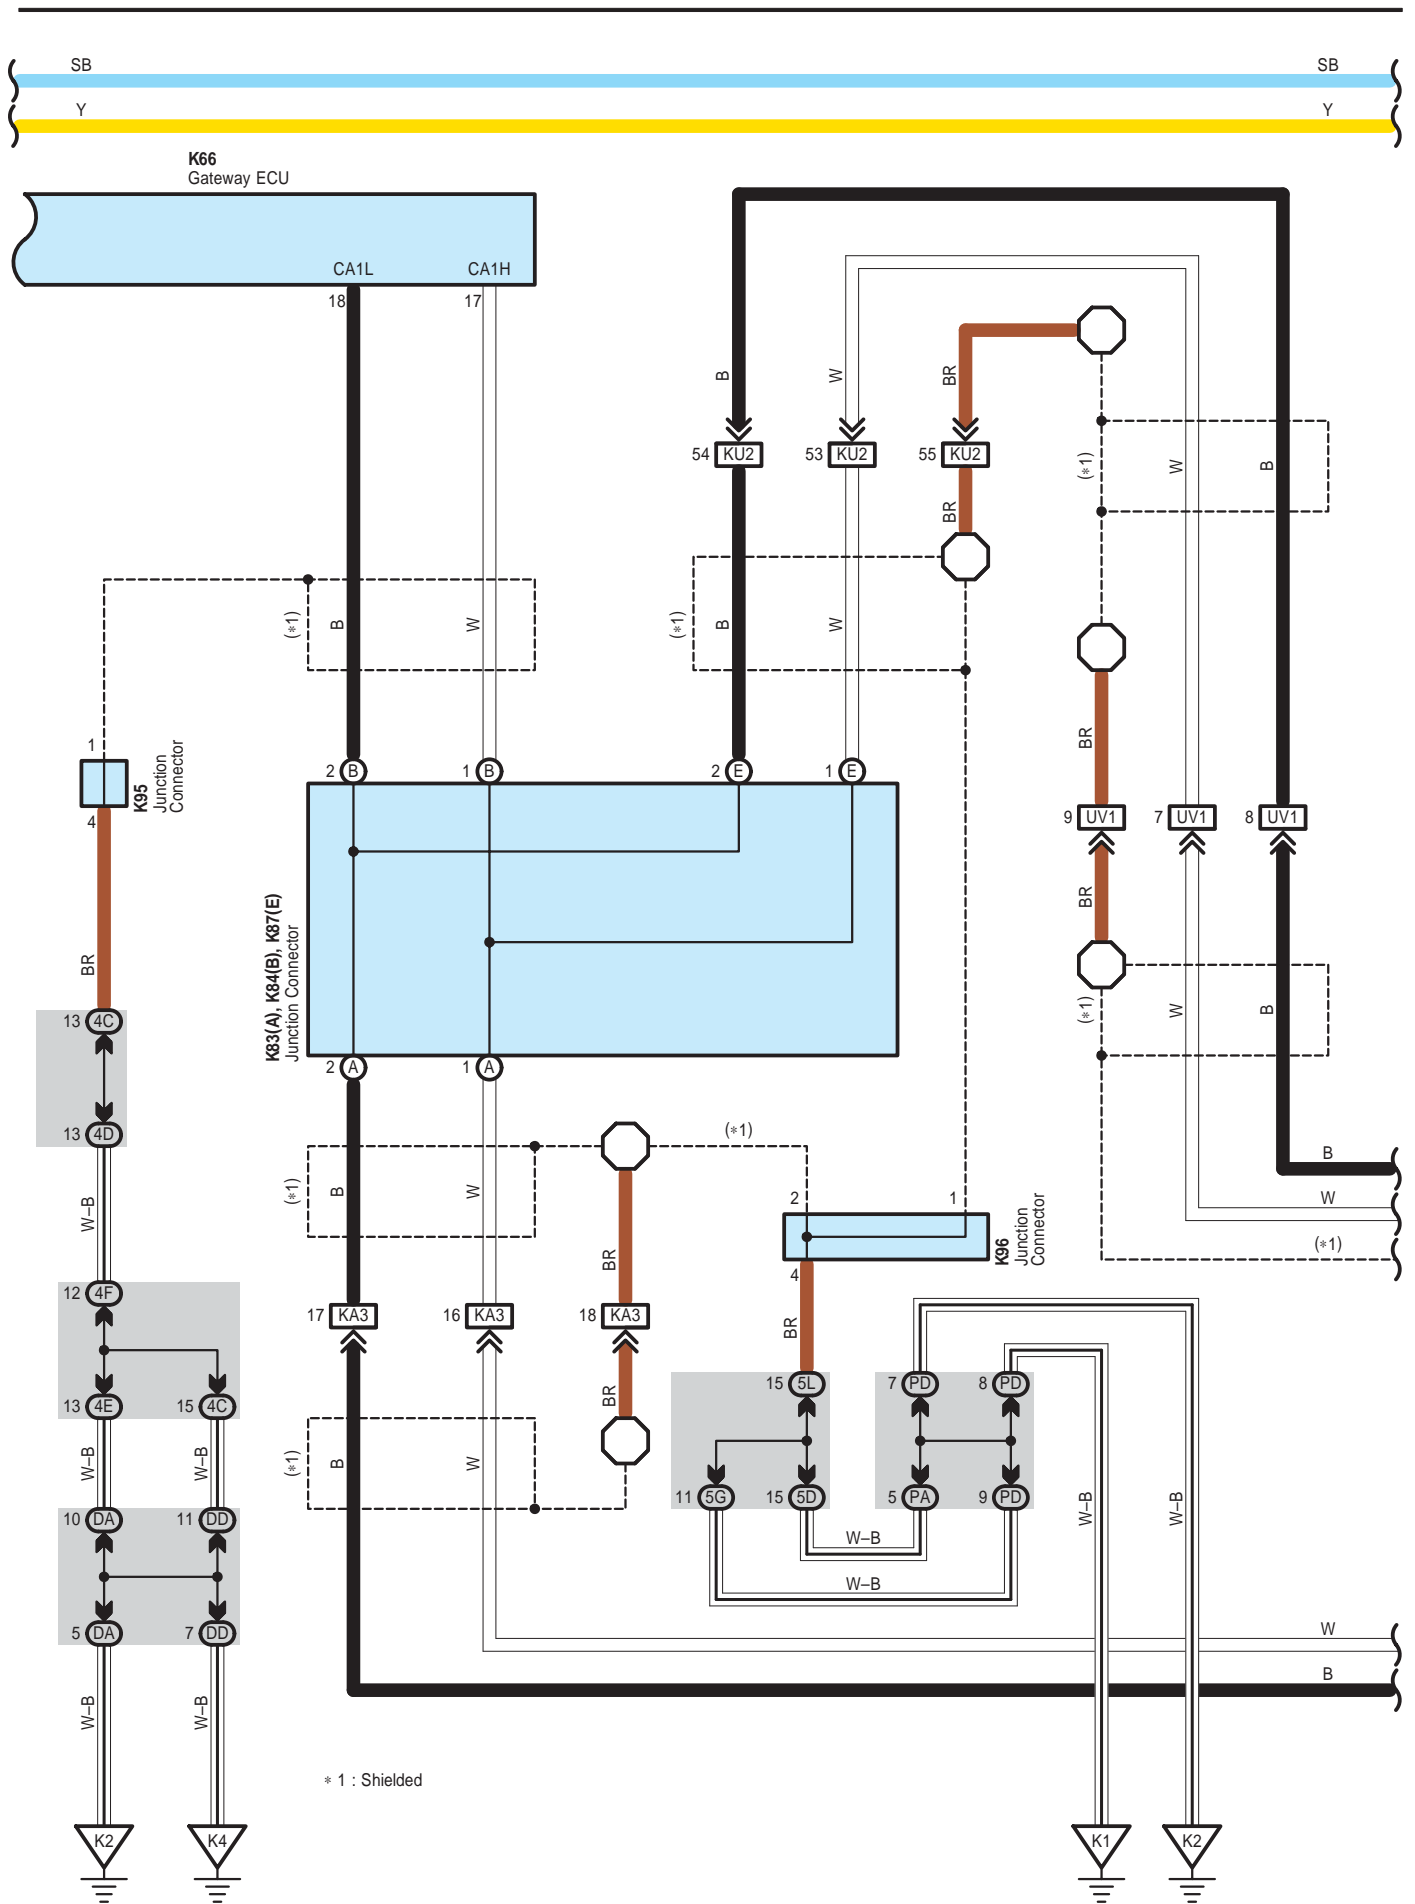 SB SB
Y Y
K66
Gateway ECU
CA1L CA1H
18 17
B W BR
54 KU2 53 KU2 55 KU2
(*1) W B
BR
(*1) B W (*1) B W
BR
1
K95
Junction
Connector
4
2 B 1 B 2 E 1 E
9 UV1 7 UV1 8 UV1
BR
K83(A), K84(B), K87(E)
Junction Connector
BR
(*1) W B
13 4C
2 A 1 A
13 4D
(*1)
B
(*1) B W
W
W–B
2 1
K96
Junction
Connector
(*1)
BR
4
12 4F
17 KA3 16 KA3 18 KA3
BR
BR
15 5L 7 PD 8 PD
13 4E 15 4C
(*1) B W
W–B W–B
11 5G 15 5D 5 PA 9 PD
W–B W–B
10 DA 11 DD
W–B
W–B
5 DA 7 DD
W
B
W–B W–B
* 1 : Shielded
K2 K4 K1 K2